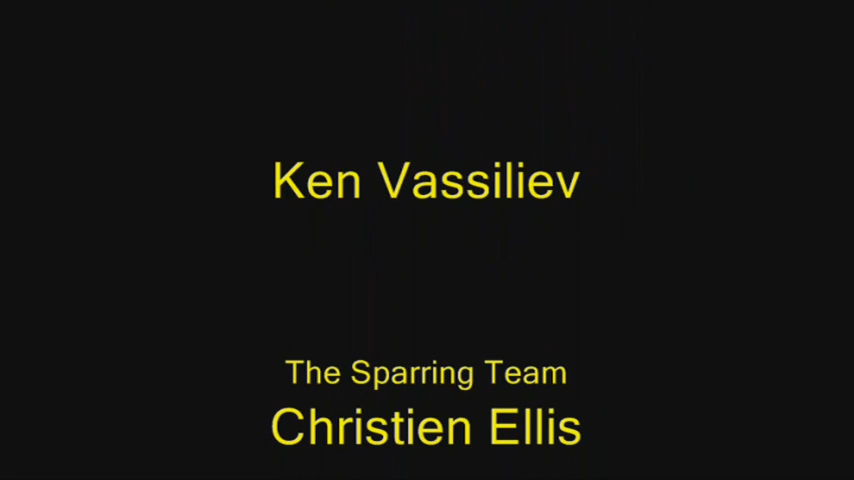 Ken Vassiliev
The Sparring Team
Christien Ellis